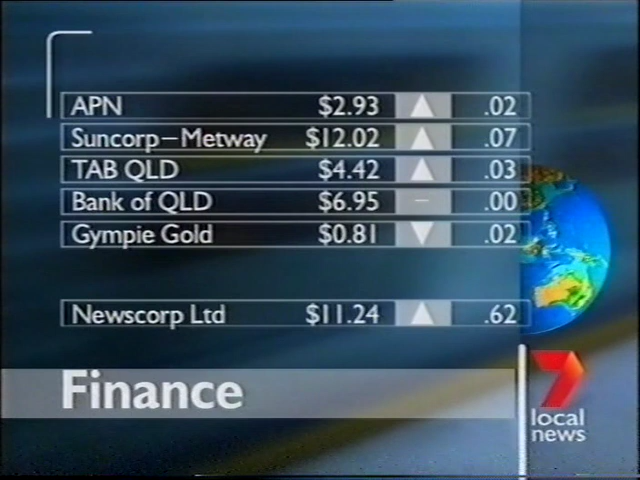 APN $2.93 ▲ .02
Suncorp–Metway $12.02 ▲ .07
TAB QLD $4.42 ▲ .03
Bank of QLD $6.95 – .00
Gympie Gold $0.81 ▼ .02
Newscorp Ltd $11.24 ▲ .62
Finance
7
local
news